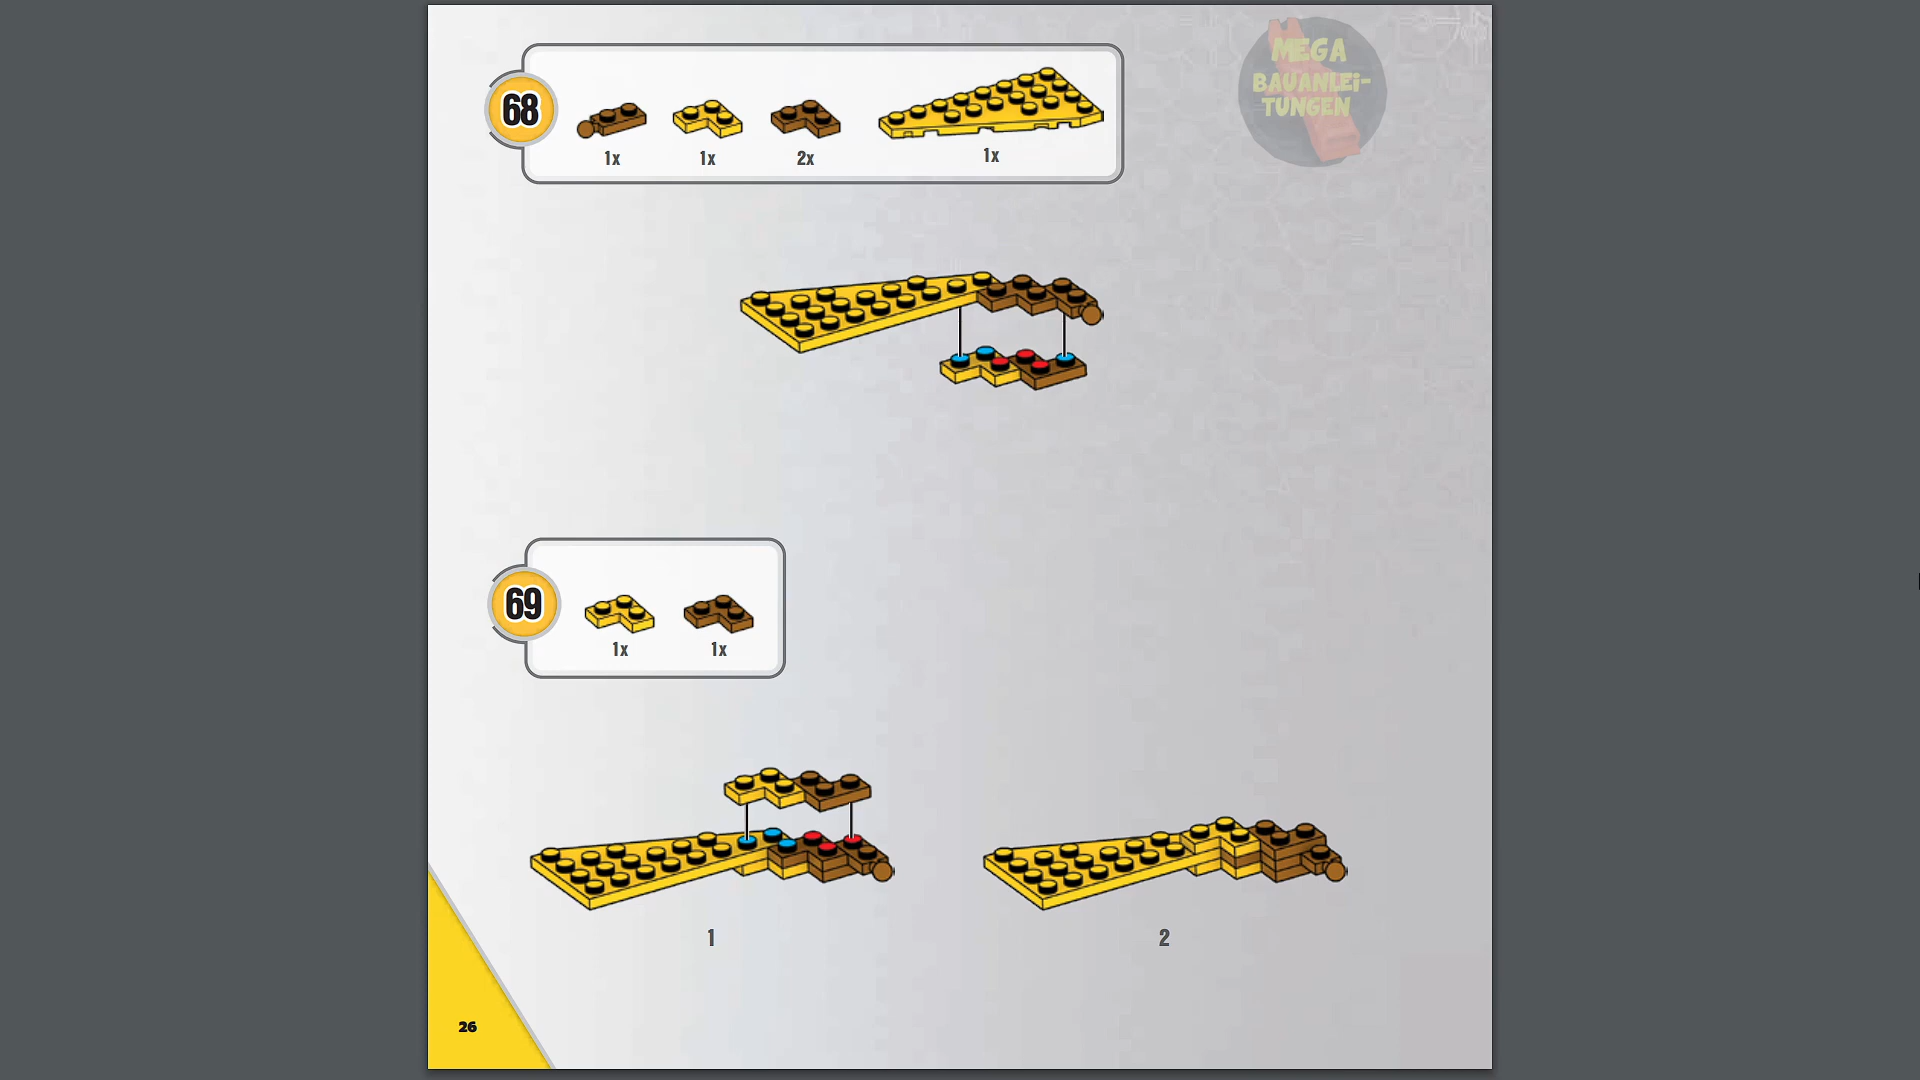 MEGA
BAUANLEi-
TUNGEN
68
1x 1x 2x 1x
69
1x 1x
1 2
26